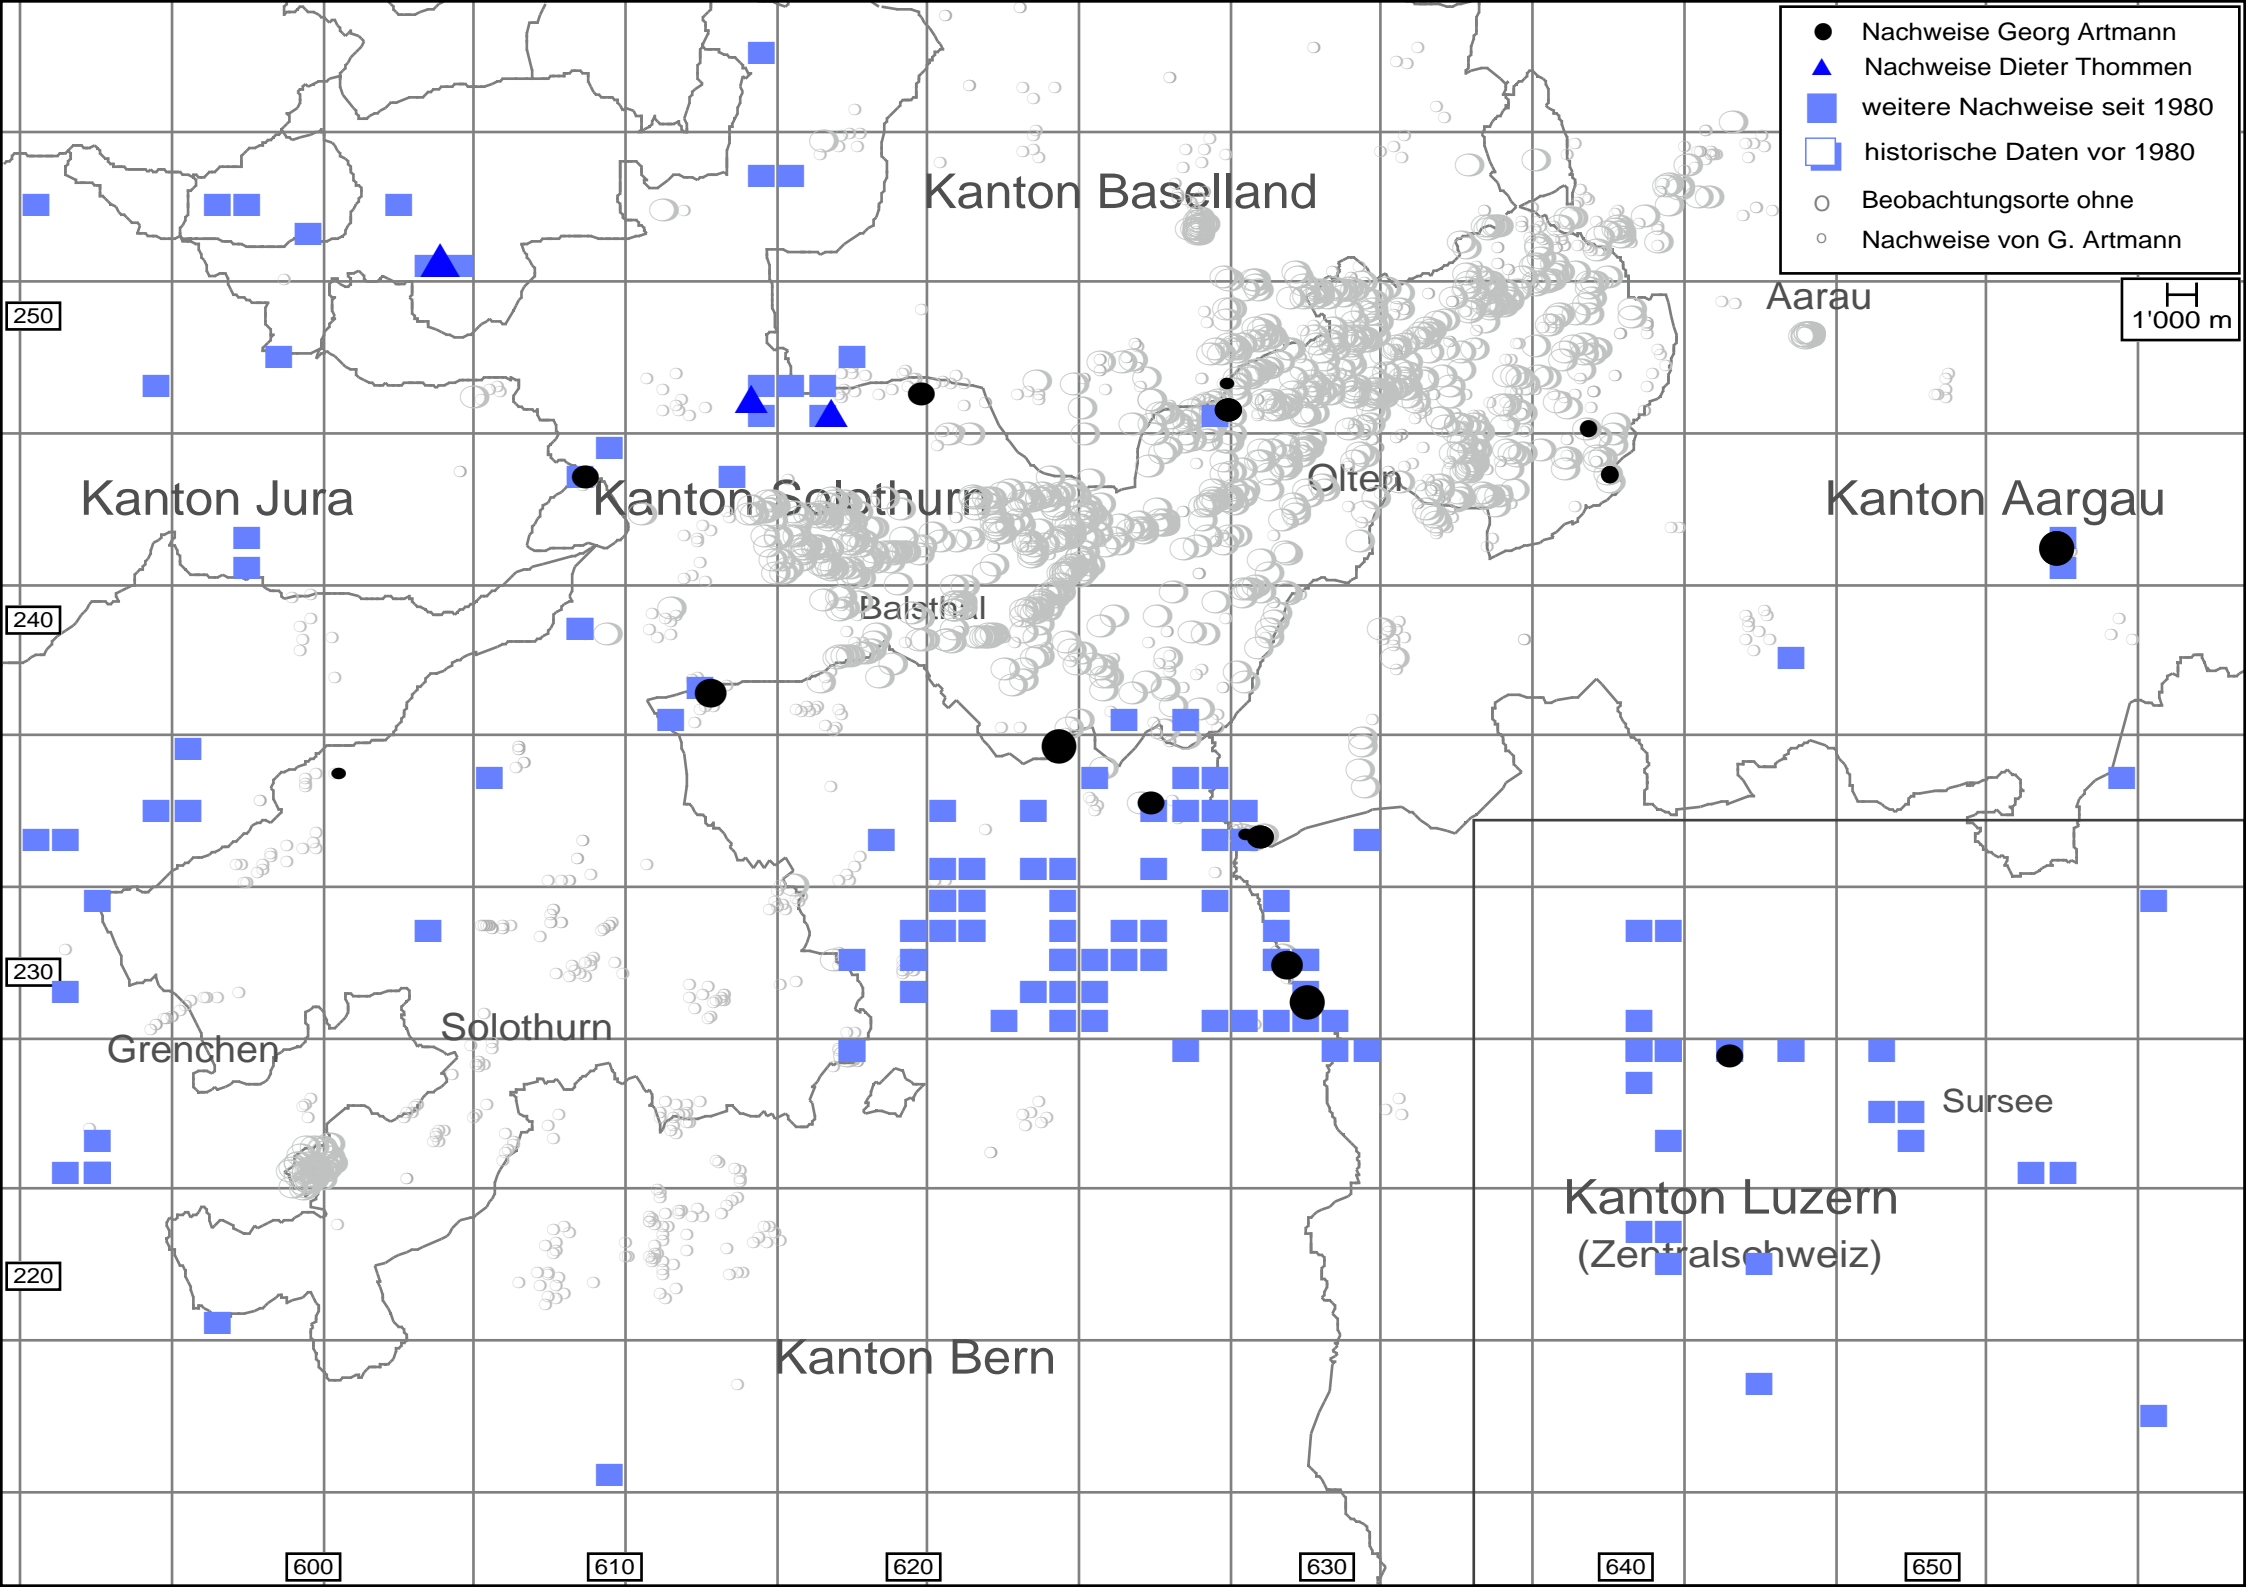 Nachweise Georg Artmann
Nachweise Dieter Thommen
weitere Nachweise seit 1980
historische Daten vor 1980
Beobachtungsorte ohne
Nachweise von G. Artmann
Kanton Baselland
Aarau
1'000 m
250
Olten
Kanton Jura
Kanton Solothurn
Kanton Aargau
Balsthal
240
230
Solothurn
Grenchen
Sursee
Kanton Luzern
(Zentralschweiz)
220
Kanton Bern
600
610
620
630
640
650